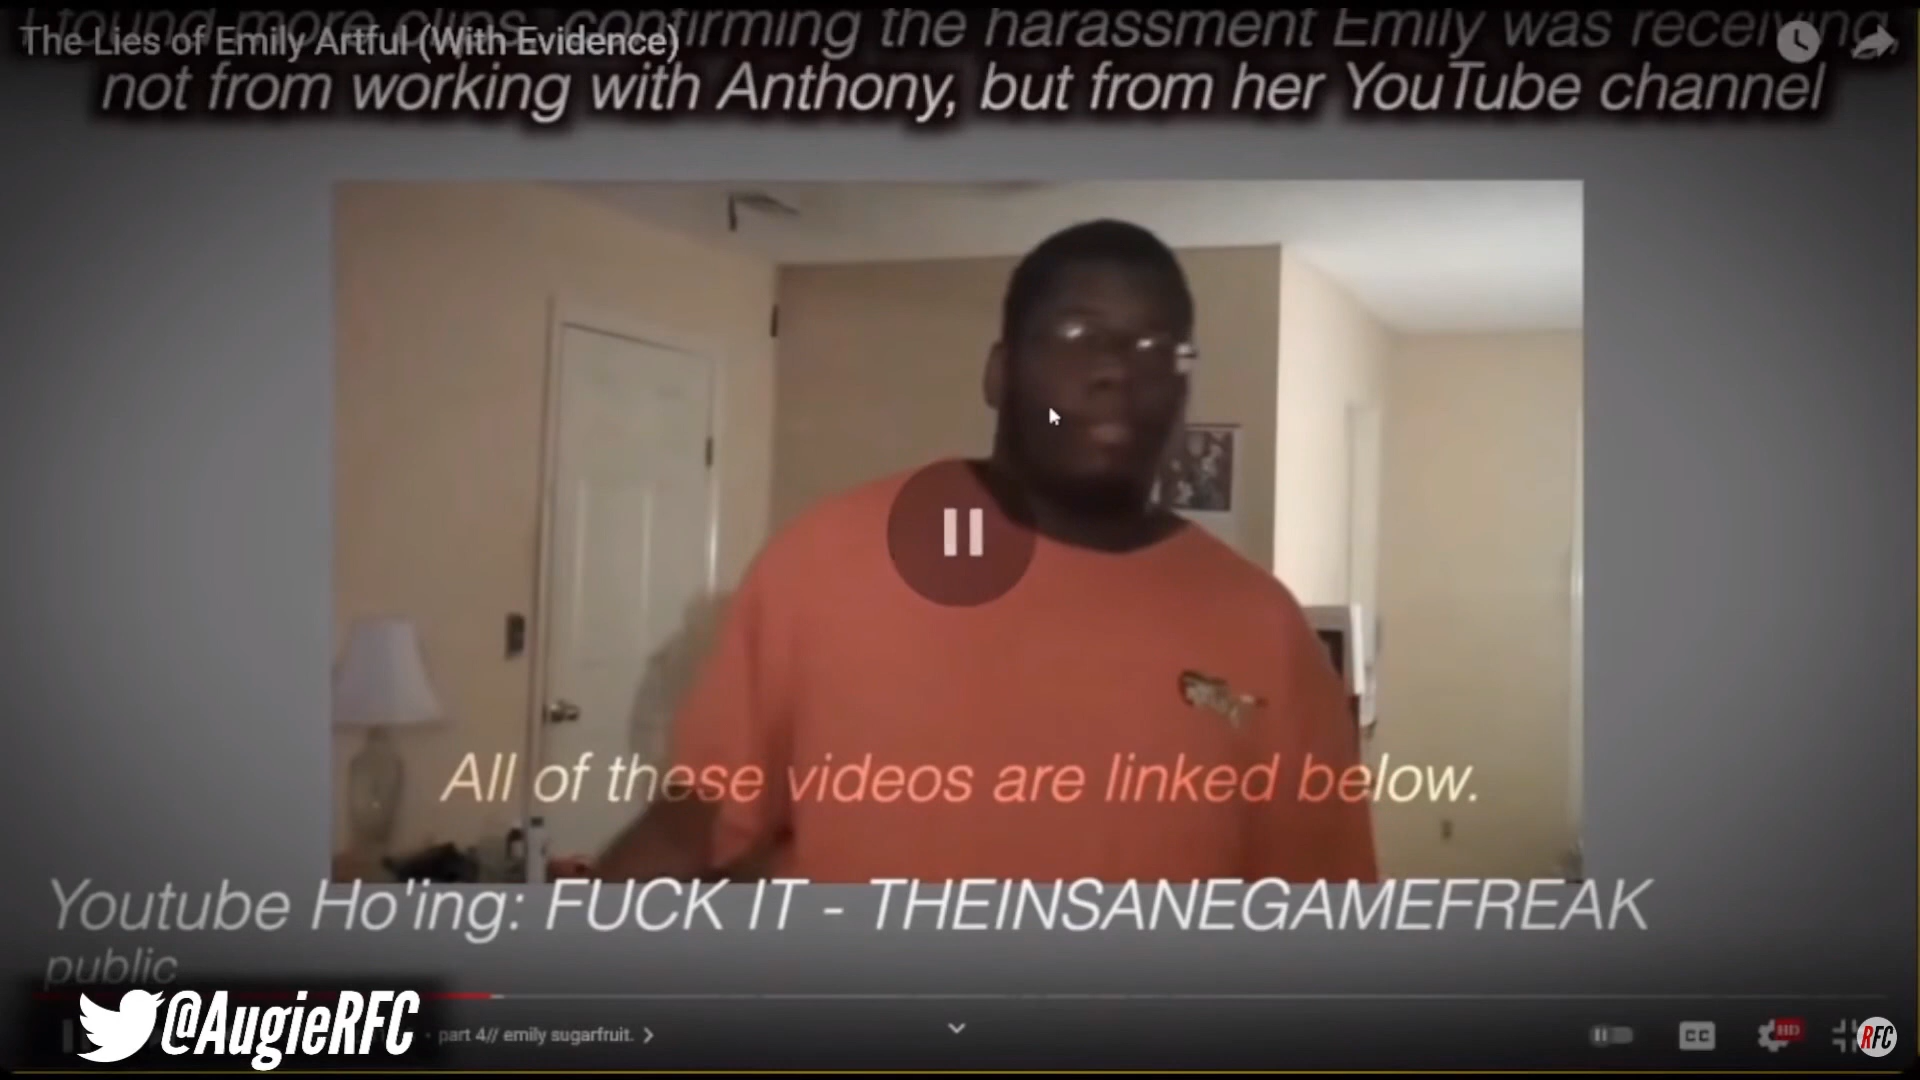 I found more clips, confirming the harassment Emily was receiving
The Lies of Emily Artful (With Evidence)
not from working with Anthony, but from her YouTube channel
All of these videos are linked below.
Youtube Ho'ing: FUCK IT - THEINSANEGAMEFREAK
public
@AugieRFC
· part 4// emily sugarfruit. >
CC
HD
RFC